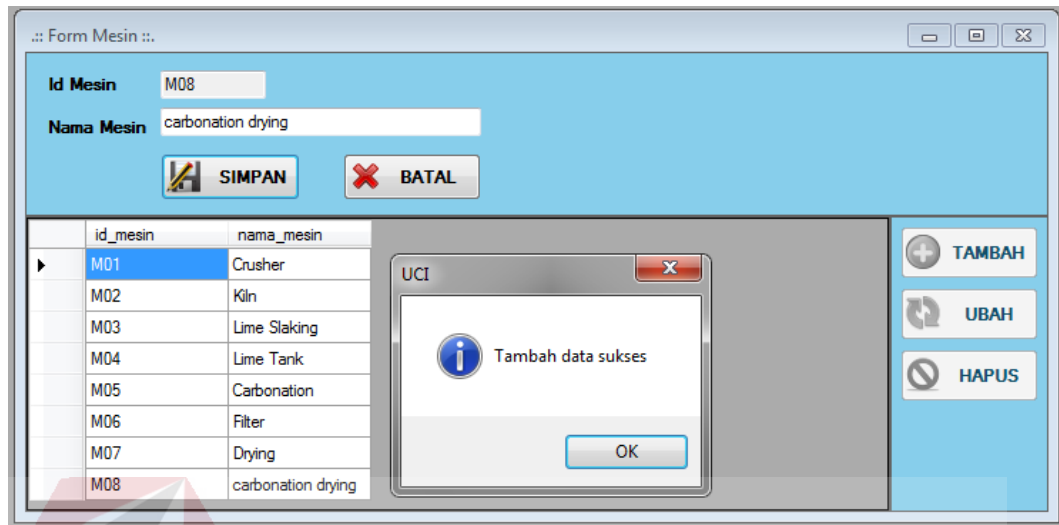 .:: Form Mesin ::.
Id Mesin M08
Nama Mesin carbonation drying
SIMPAN BATAL
id_mesin nama_mesin
M01 Crusher
M02 Kiln
M03 Lime Slaking
M04 Lime Tank
M05 Carbonation
M06 Filter
M07 Drying
M08 carbonation drying
UCI
Tambah data sukses
OK
TAMBAH
UBAH
HAPUS